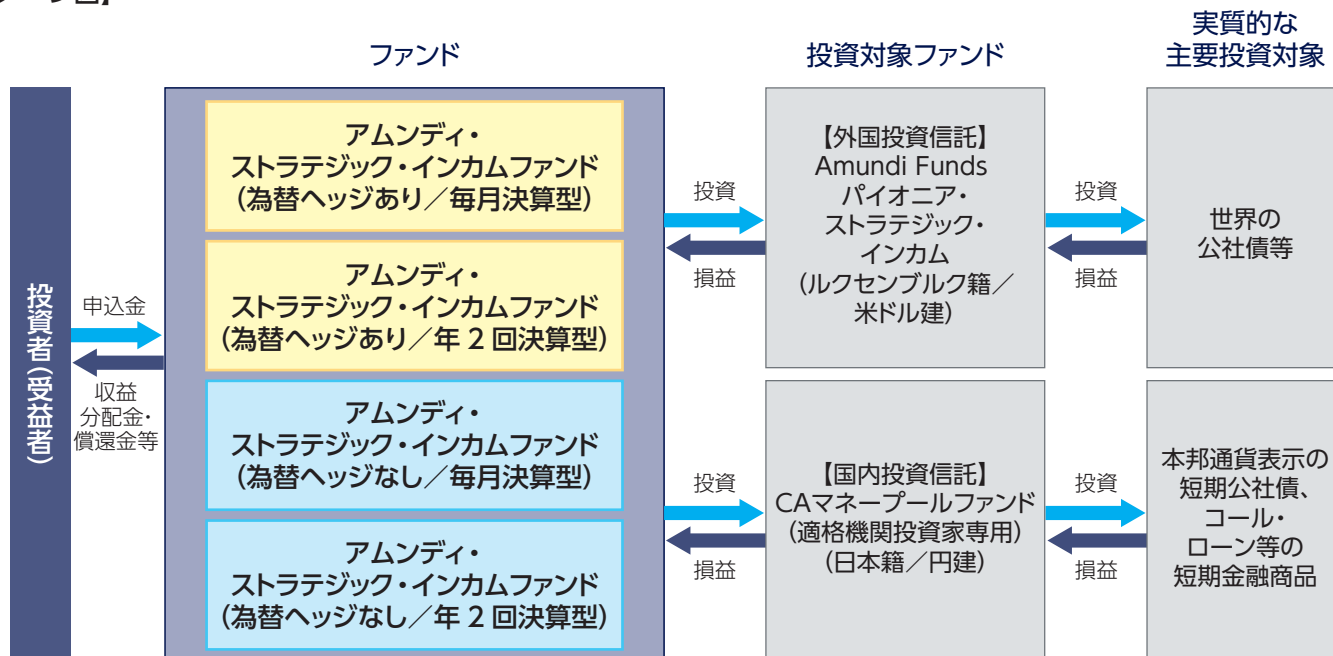 ファンド
投資対象ファンド
実質的な
主要投資対象
投資者(受益者)
申込金
収益
分配金・
償還金等
アムンディ・
ストラテジック・インカムファンド
(為替ヘッジあり／毎月決算型)
アムンディ・
ストラテジック・インカムファンド
(為替ヘッジあり／年 2 回決算型)
アムンディ・
ストラテジック・インカムファンド
(為替ヘッジなし／毎月決算型)
アムンディ・
ストラテジック・インカムファンド
(為替ヘッジなし／年 2 回決算型)
投資
損益
【外国投資信託】
Amundi Funds
パイオニア・
ストラテジック・
インカム
(ルクセンブルク籍／
米ドル建)
投資
損益
世界の
公社債等
投資
損益
【国内投資信託】
CAマネープールファンド
(適格機関投資家専用)
(日本籍／円建)
投資
損益
本邦通貨表示の
短期公社債、
コール・
ローン等の
短期金融商品